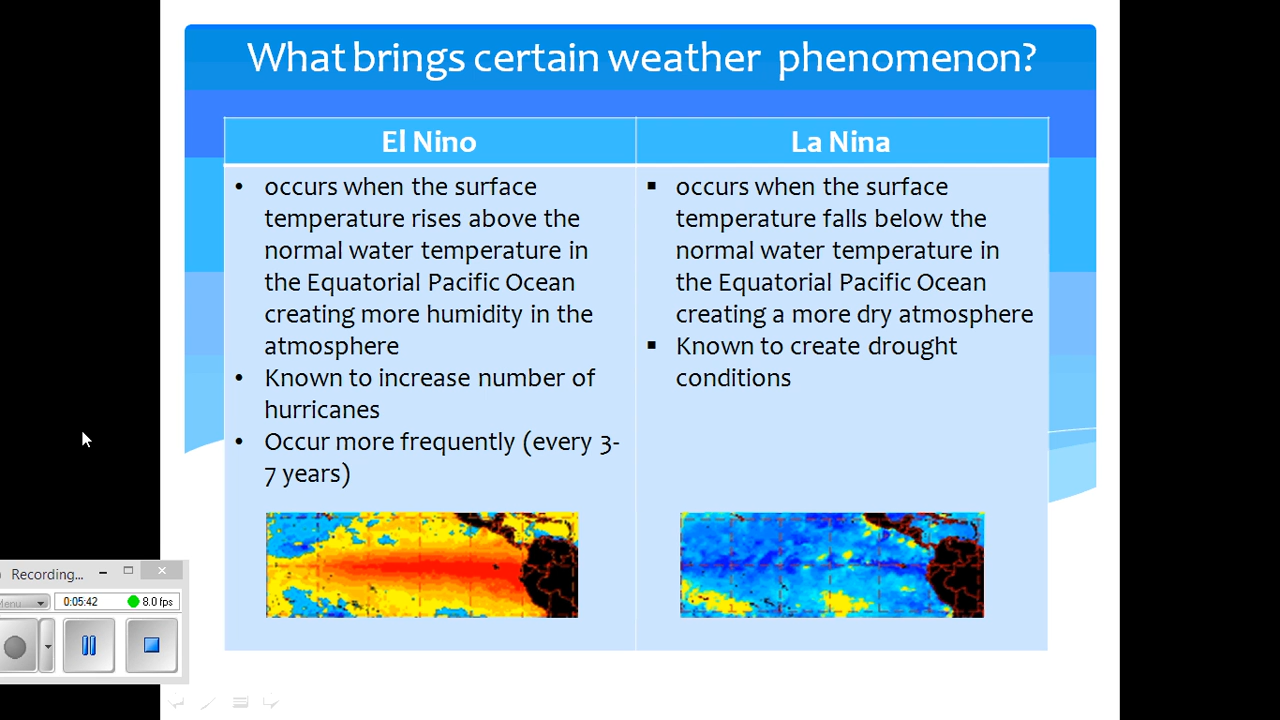 What brings certain weather phenomenon?
El Nino
La Nina
• occurs when the surface
temperature rises above the
normal water temperature in
the Equatorial Pacific Ocean
creating more humidity in the
atmosphere
• Known to increase number of
hurricanes
• Occur more frequently (every 3-
7 years)
▪ occurs when the surface
temperature falls below the
normal water temperature in
the Equatorial Pacific Ocean
creating a more dry atmosphere
▪ Known to create drought
conditions
Recording...
Menu
0:05:42
8.0 fps